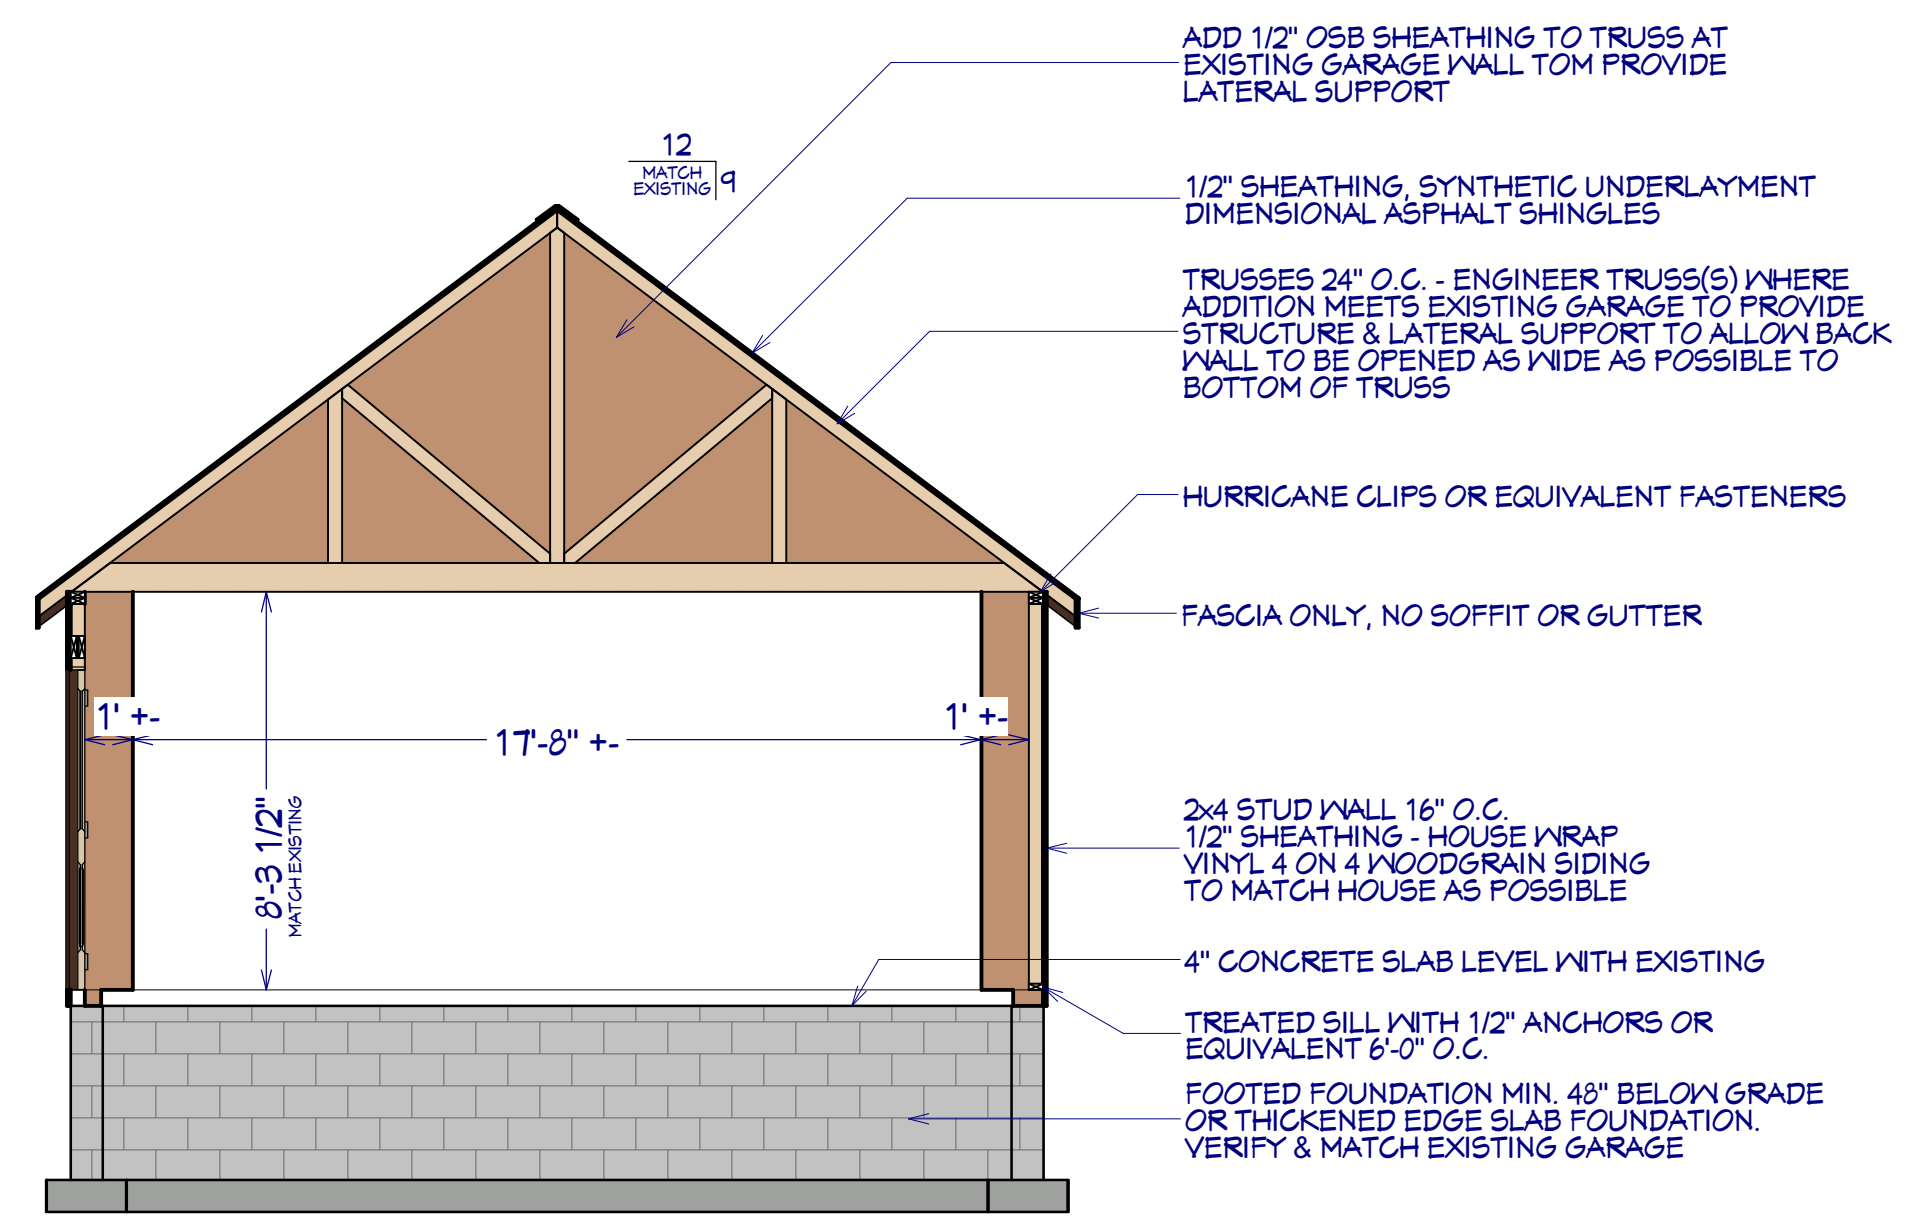 ADD 1/2" OSB SHEATHING TO TRUSS AT
EXISTING GARAGE WALL TOM PROVIDE
LATERAL SUPPORT
12
MATCH
EXISTING
9
1/2" SHEATHING, SYNTHETIC UNDERLAYMENT
DIMENSIONAL ASPHALT SHINGLES
TRUSSES 24" O.C. - ENGINEER TRUSS(S) WHERE
ADDITION MEETS EXISTING GARAGE TO PROVIDE
STRUCTURE & LATERAL SUPPORT TO ALLOW BACK
WALL TO BE OPENED AS WIDE AS POSSIBLE TO
BOTTOM OF TRUSS
HURRICANE CLIPS OR EQUIVALENT FASTENERS
FASCIA ONLY, NO SOFFIT OR GUTTER
1' +-
17'-8" +-
1' +-
8'-3 1/2"
MATCH EXISTING
2x4 STUD WALL 16" O.C.
1/2" SHEATHING - HOUSE WRAP
VINYL 4 ON 4 WOODGRAIN SIDING
TO MATCH HOUSE AS POSSIBLE
4" CONCRETE SLAB LEVEL WITH EXISTING
TREATED SILL WITH 1/2" ANCHORS OR
EQUIVALENT 6'-0" O.C.
FOOTED FOUNDATION MIN. 48" BELOW GRADE
OR THICKENED EDGE SLAB FOUNDATION.
VERIFY & MATCH EXISTING GARAGE